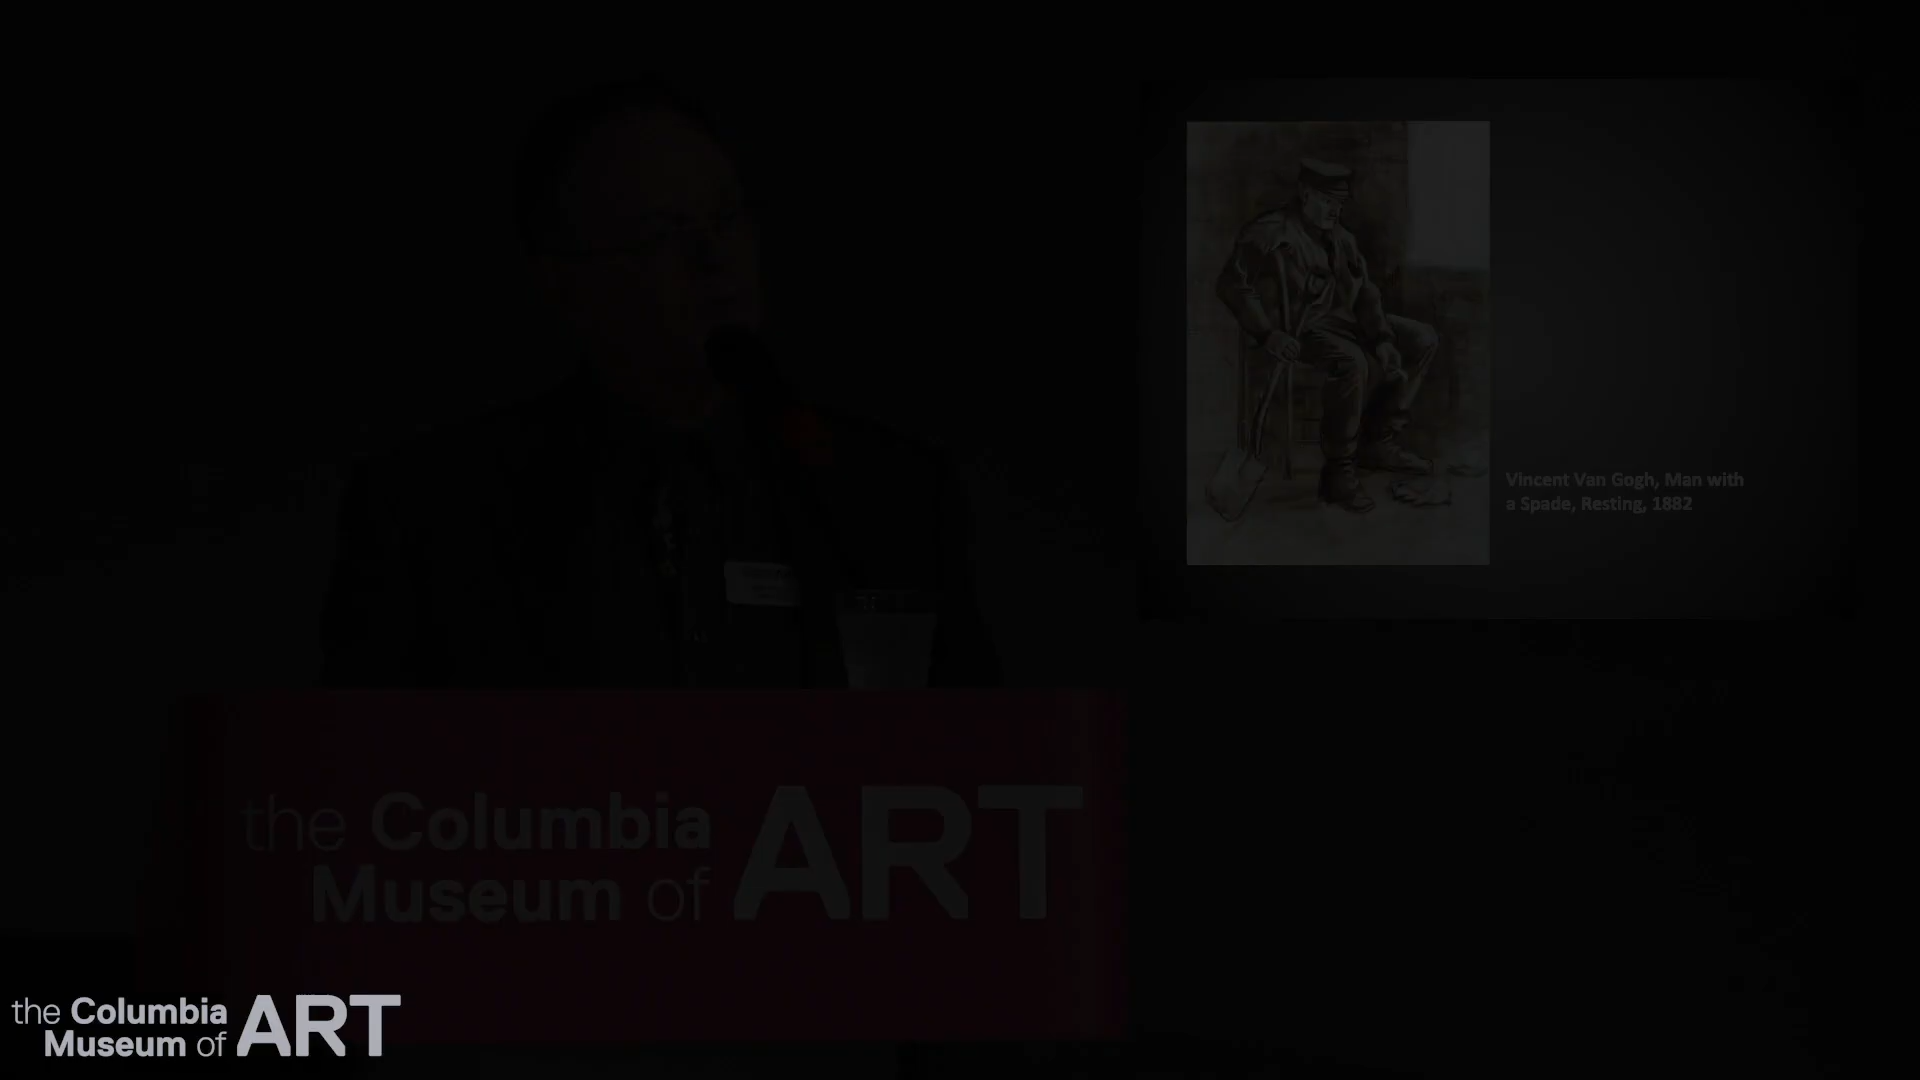 Vincent Van Gogh, Man with
a Spade, Resting, 1882
the Columbia
Museum of ART
the Columbia
Museum of ART